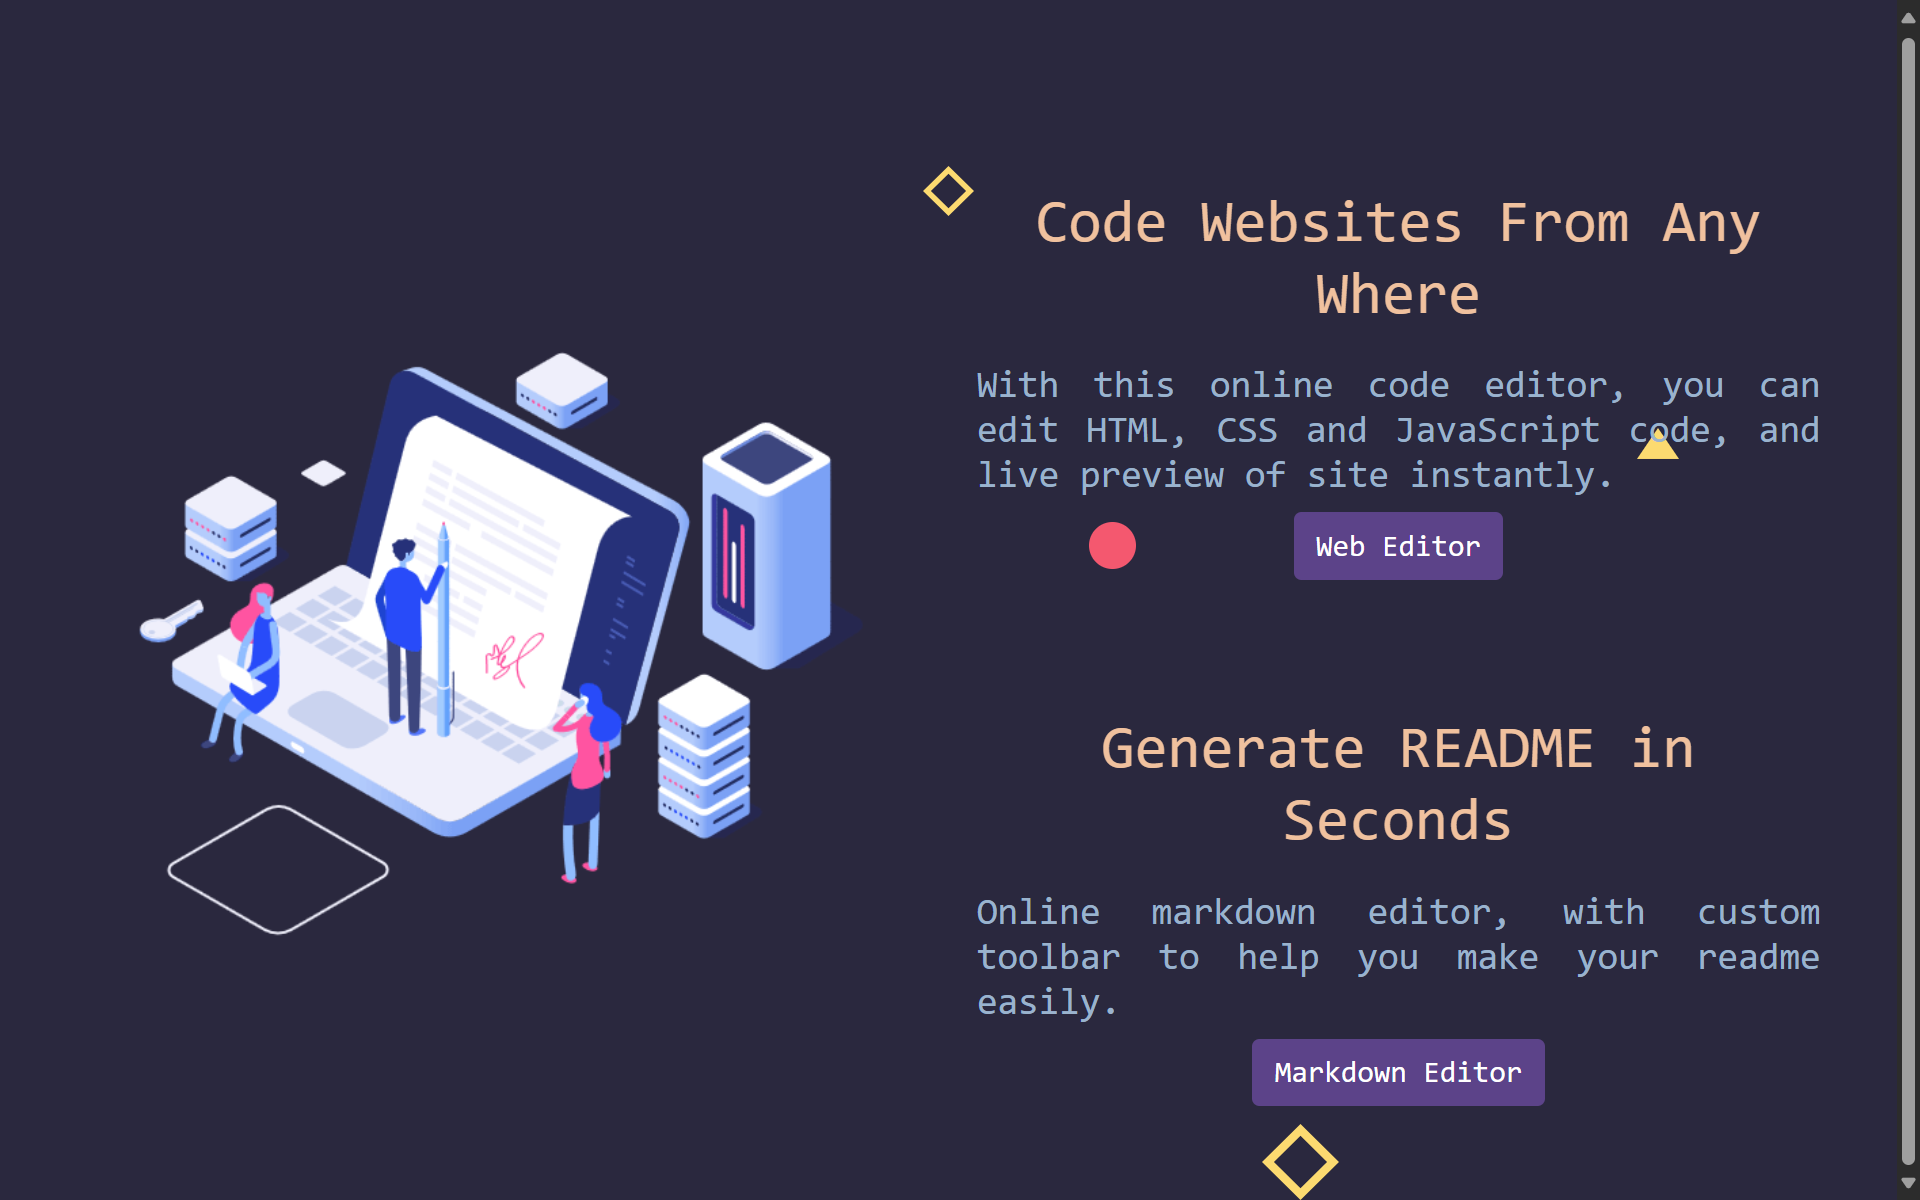 Code Websites From Any
Where
With this online code editor, you can
edit HTML, CSS and JavaScript code, and
live preview of site instantly.
Web Editor
Generate README in
Seconds
Online markdown editor, with custom
toolbar to help you make your readme
easily.
Markdown Editor